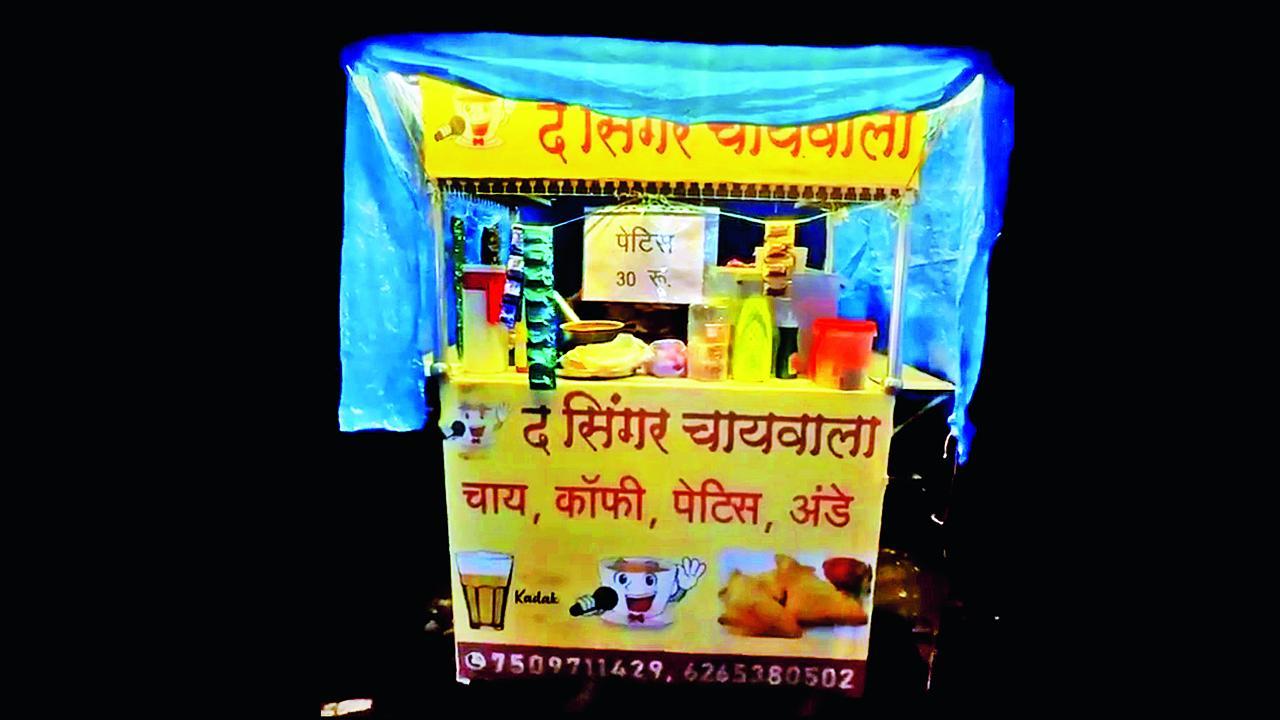 द सिंगर चायवाला
पेटिस
30 रू.
द सिंगर चायवाला
चाय, कॉफी, पेटिस, अंडे
Kadak
7509711429, 6265380502